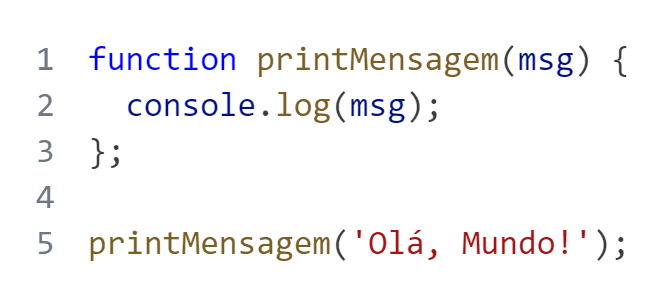 1 function printMensagem(msg) {
2   console.log(msg);
3 };
4
5 printMensagem('Olá, Mundo!');